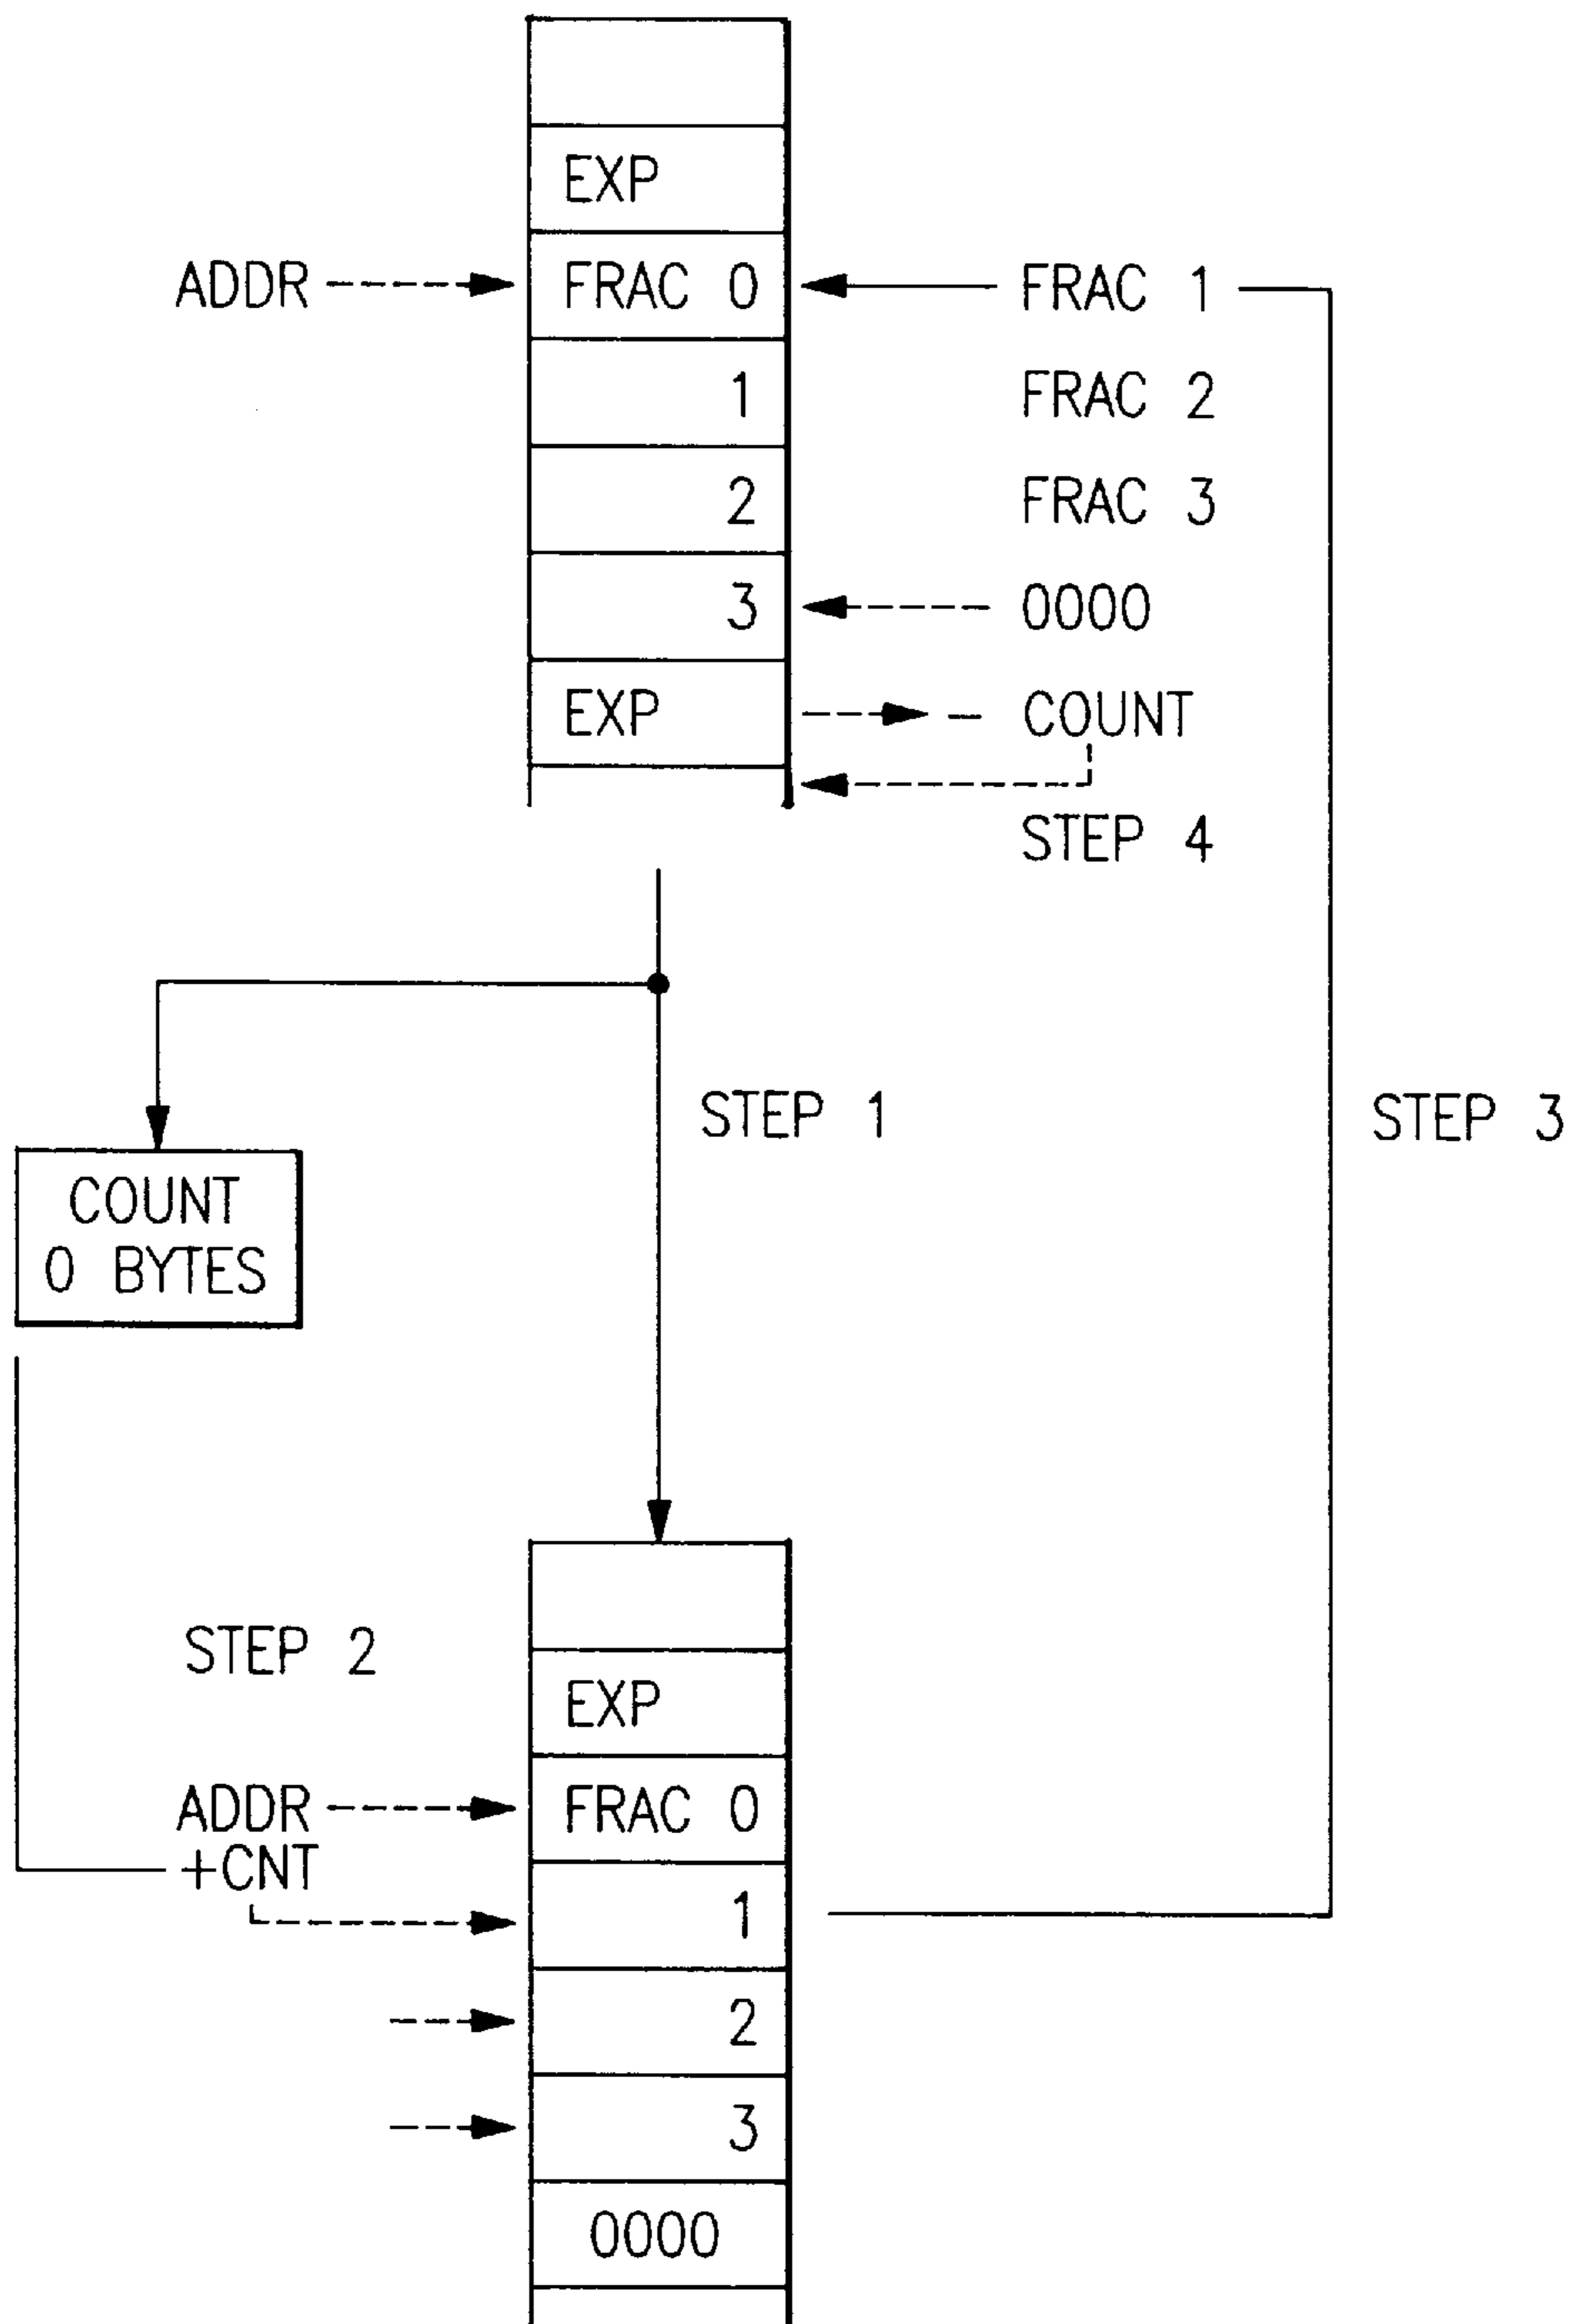 EXP
ADDR FRAC 0 FRAC 1
1 FRAC 2
2 FRAC 3
3 0000
EXP – COUNT
STEP 4
STEP 1 STEP 3
COUNT
0 BYTES
STEP 2
EXP
ADDR FRAC 0
+CNT
1
2
3
0000